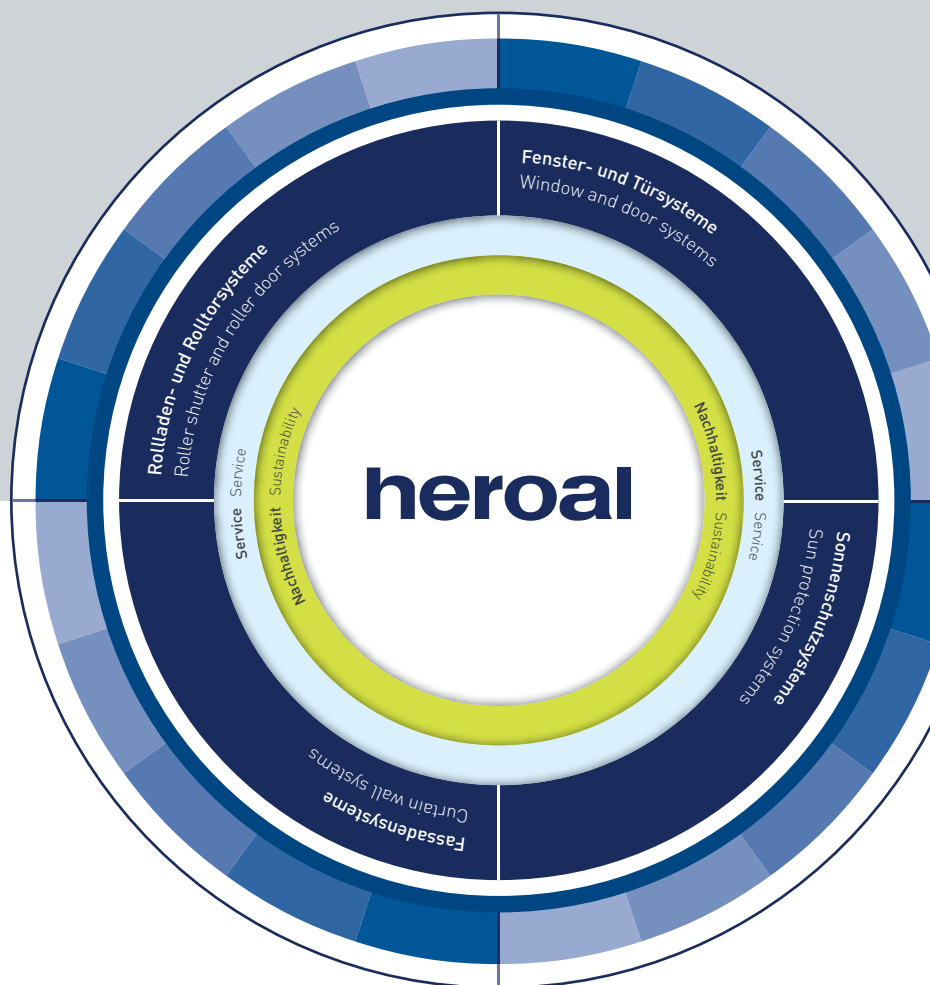 Fenster- und Türsysteme
Window and door systems
Rollladen- und Rolltorsysteme
Roller shutter and roller door systems
Service Service
Nachhaltigkeit Sustainability
heroal
Nachhaltigkeit Sustainability
Service Service
Sonnenschutzsysteme
Sun protection systems
Fassadensysteme
Curtain wall systems